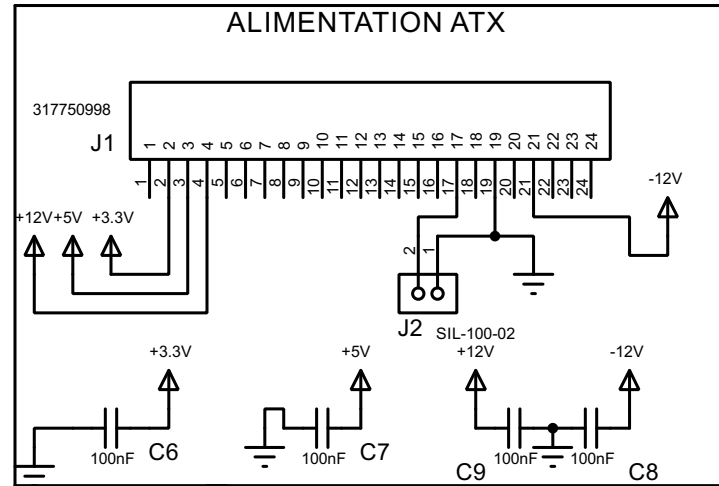 ALIMENTATION ATX
317750998
J1
1 2 3 4 5 6 7 8 9 10 11 12 13 14 15 16 17 18 19 20 21 22 23 24
1 2 3 4 5 6 7 8 9 10 11 12 13 14 15 16 17 18 19 20 21 22 23 24
-12V
+12V +5V +3.3V
2 1
J2 SIL-100-02
+3.3V +5V +12V -12V
100nF C6 100nF C7 C9 100nF 100nF C8